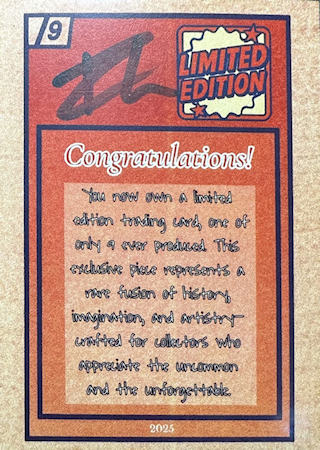 /9
LIMITED
EDITION
Congratulations!
You now own a limited
edition trading card, one of
only 9 ever produced. This
exclusive piece represents a
rare fusion of history,
imagination, and artistry-
crafted for collectors who
appreciate the uncommon
and the unforgettable.
2025